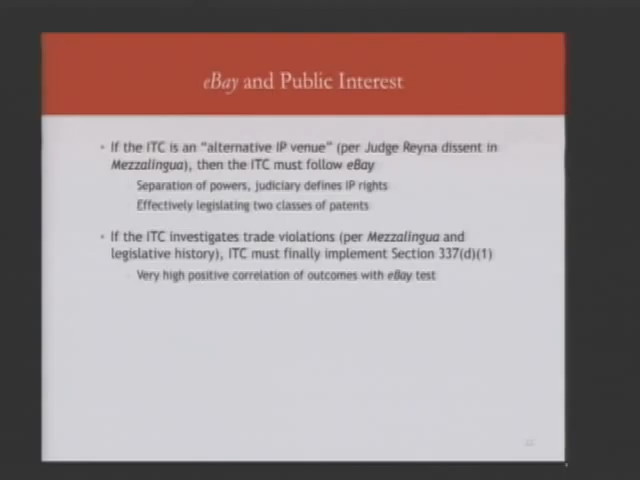 eBay and Public Interest
• If the ITC is an "alternative IP venue" (per Judge Reyna dissent in
Mezzalingua), then the ITC must follow eBay
Separation of powers, judiciary defines IP rights
Effectively legislating two classes of patents
• If the ITC investigates trade violations (per Mezzalingua and
legislative history), ITC must finally implement Section 337(d)(1)
Very high positive correlation of outcomes with eBay test